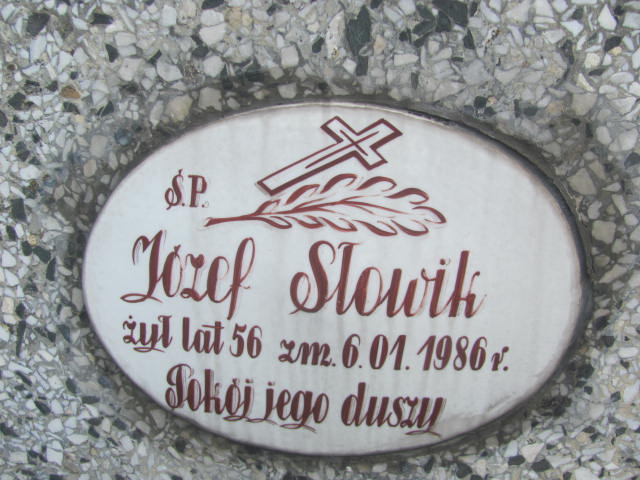 Ś.P.
Józef Słowik
żył lat 56 zm. 6.01.1986 r.
Pokój jego duszy